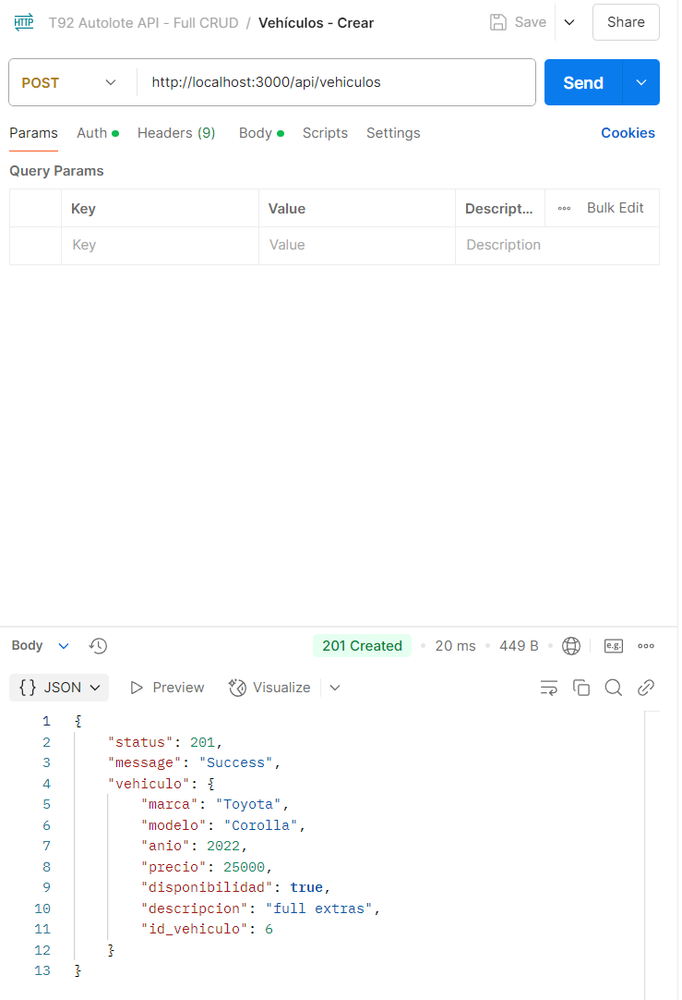 HTTP T92 Autolote API - Full CRUD / Vehículos - Crear Save Share
POST http://localhost:3000/api/vehiculos Send
Params Auth Headers (9) Body Scripts Settings Cookies
Query Params
Key Value Descript... Bulk Edit
Key Value Description
Body 201 Created 20 ms 449 B e.g.
{} JSON Preview Visualize
1 {
2 "status": 201,
3 "message": "Success",
4 "vehiculo": {
5 "marca": "Toyota",
6 "modelo": "Corolla",
7 "anio": 2022,
8 "precio": 25000,
9 "disponibilidad": true,
10 "descripcion": "full extras",
11 "id_vehiculo": 6
12 }
13 }